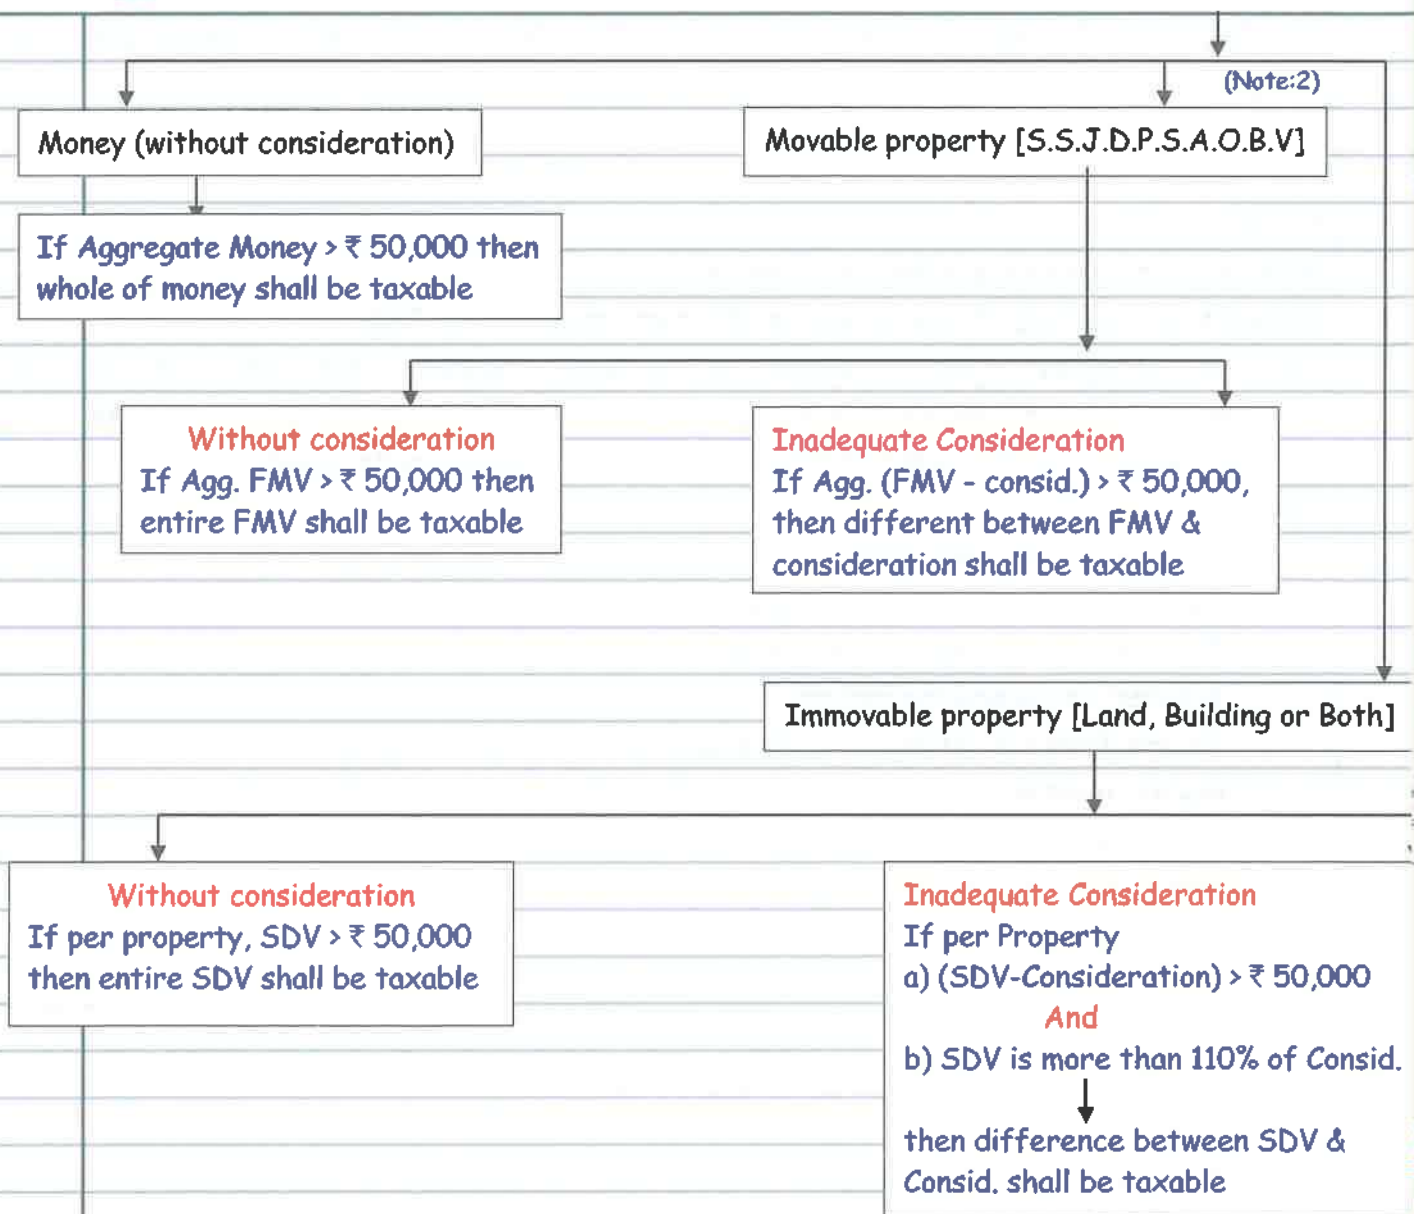 (Note:2)
Money (without consideration)
Movable property [S.S.J.D.P.S.A.O.B.V]
If Aggregate Money > ₹ 50,000 then
whole of money shall be taxable
Without consideration
If Agg. FMV > ₹ 50,000 then
entire FMV shall be taxable
Inadequate Consideration
If Agg. (FMV - consid.) > ₹ 50,000,
then different between FMV &
consideration shall be taxable
Immovable property [Land, Building or Both]
Without consideration
If per property, SDV > ₹ 50,000
then entire SDV shall be taxable
Inadequate Consideration
If per Property
a) (SDV-Consideration) > ₹ 50,000
And
b) SDV is more than 110% of Consid.
then difference between SDV &
Consid. shall be taxable